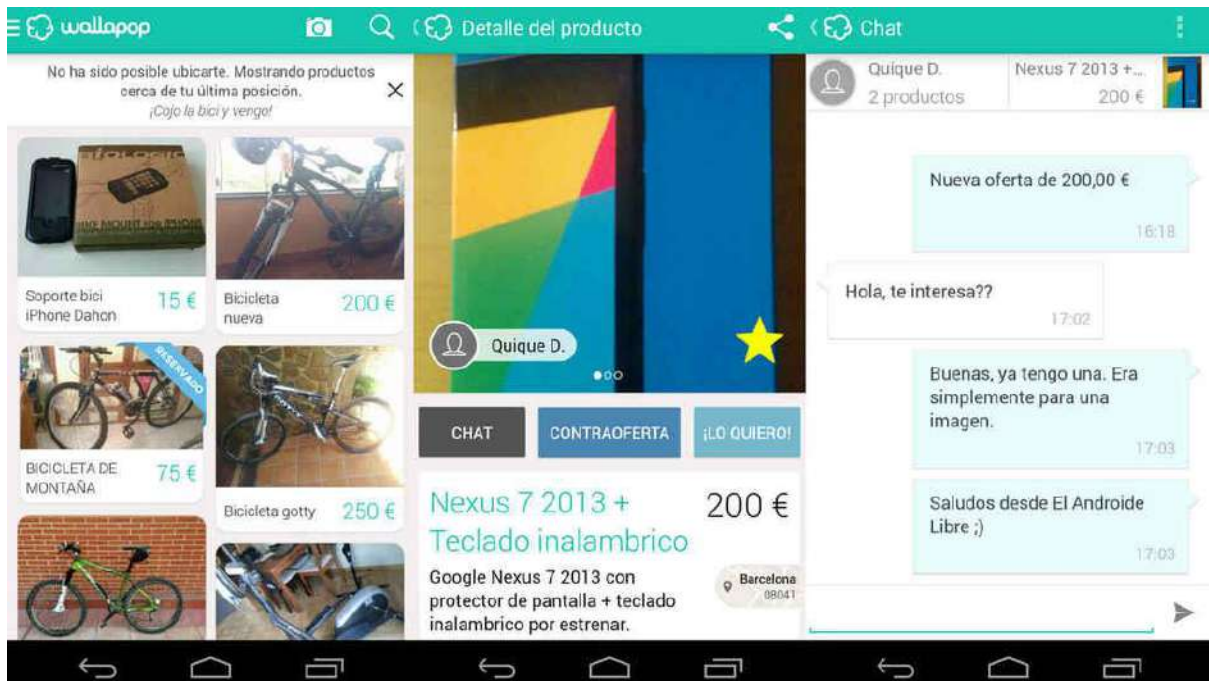 wallapop
No ha sido posible ubicarte. Mostrando productos
cerca de tu última posición.
¡Cojo la bici y vengo!
Soporte bici
iPhone Dahon
15 €
Bicicleta
nueva
200 €
RESERVADO
BICICLETA DE
MONTAÑA
75 €
Bicicleta gotty
250 €
Detalle del producto
Quique D.
CHAT
CONTRAOFERTA
¡LO QUIERO!
Nexus 7 2013 +
Teclado inalambrico
200 €
Google Nexus 7 2013 con
protector de pantalla + teclado
inalambrico por estrenar.
Barcelona
08041
Chat
Quique D.
2 productos
Nexus 7 2013 +...
200 €
Nueva oferta de 200,00 €
16:18
Hola, te interesa??
17:02
Buenas, ya tengo una. Era
simplemente para una
imagen.
17:03
Saludos desde El Androide
Libre ;)
17:03